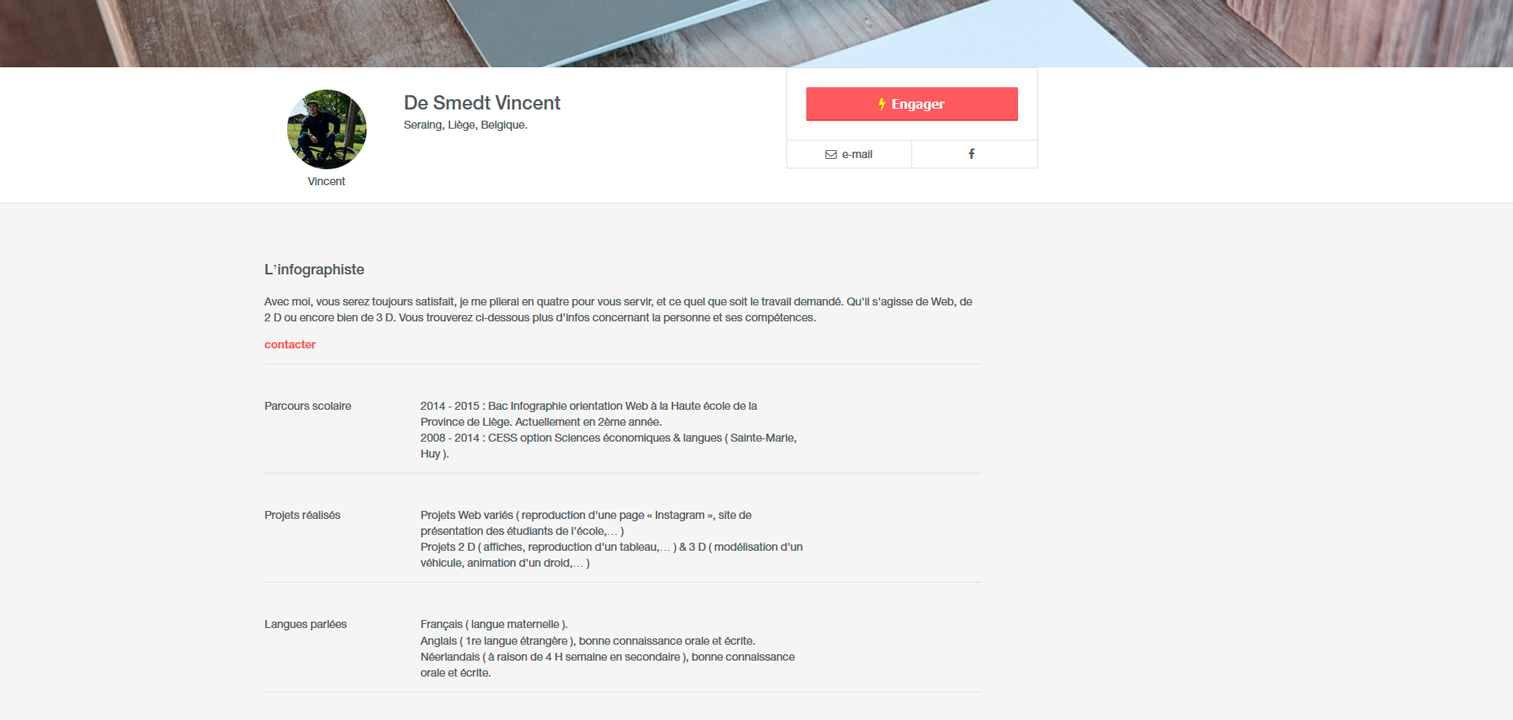 De Smedt Vincent
Seraing, Liège, Belgique.
Vincent
Engager
e-mail
L'infographiste
Avec moi, vous serez toujours satisfait, je me plierai en quatre pour vous servir, et ce quel que soit le travail demandé. Qu'il s'agisse de Web, de
2 D ou encore bien de 3 D. Vous trouverez ci-dessous plus d'infos concernant la personne et ses compétences.
contacter
Parcours scolaire
2014 - 2015 : Bac Infographie orientation Web à la Haute école de la
Province de Liège. Actuellement en 2ème année.
2008 - 2014 : CESS option Sciences économiques & langues ( Sainte-Marie,
Huy ).
Projets réalisés
Projets Web variés ( reproduction d'une page « Instagram », site de
présentation des étudiants de l'école,… )
Projets 2 D ( affiches, reproduction d'un tableau,… ) & 3 D ( modélisation d'un
véhicule, animation d'un droid,… )
Langues parlées
Français ( langue maternelle ).
Anglais ( 1re langue étrangère ), bonne connaissance orale et écrite.
Néerlandais ( à raison de 4 H semaine en secondaire ), bonne connaissance
orale et écrite.